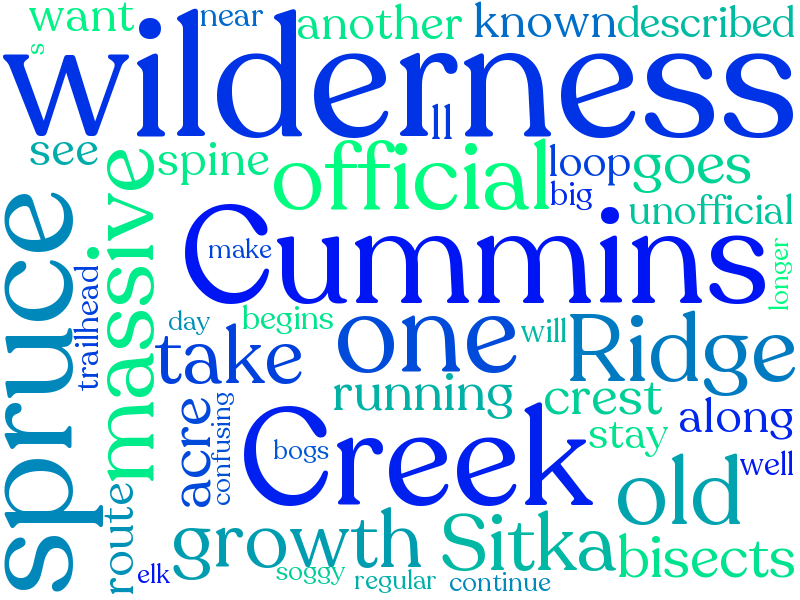 want
near
another
known
described
s
wilderness
ll
see
spine
official
loop
goes
big
unofficial
massive
spruce
Cummins
make
longer
trailhead
day
begins
one
will
Ridge
take
running
crest
along
acre
confusing
Creek
stay
bogs
well
old
route
growth
Sitka
bisects
elk
soggy
regular
continue